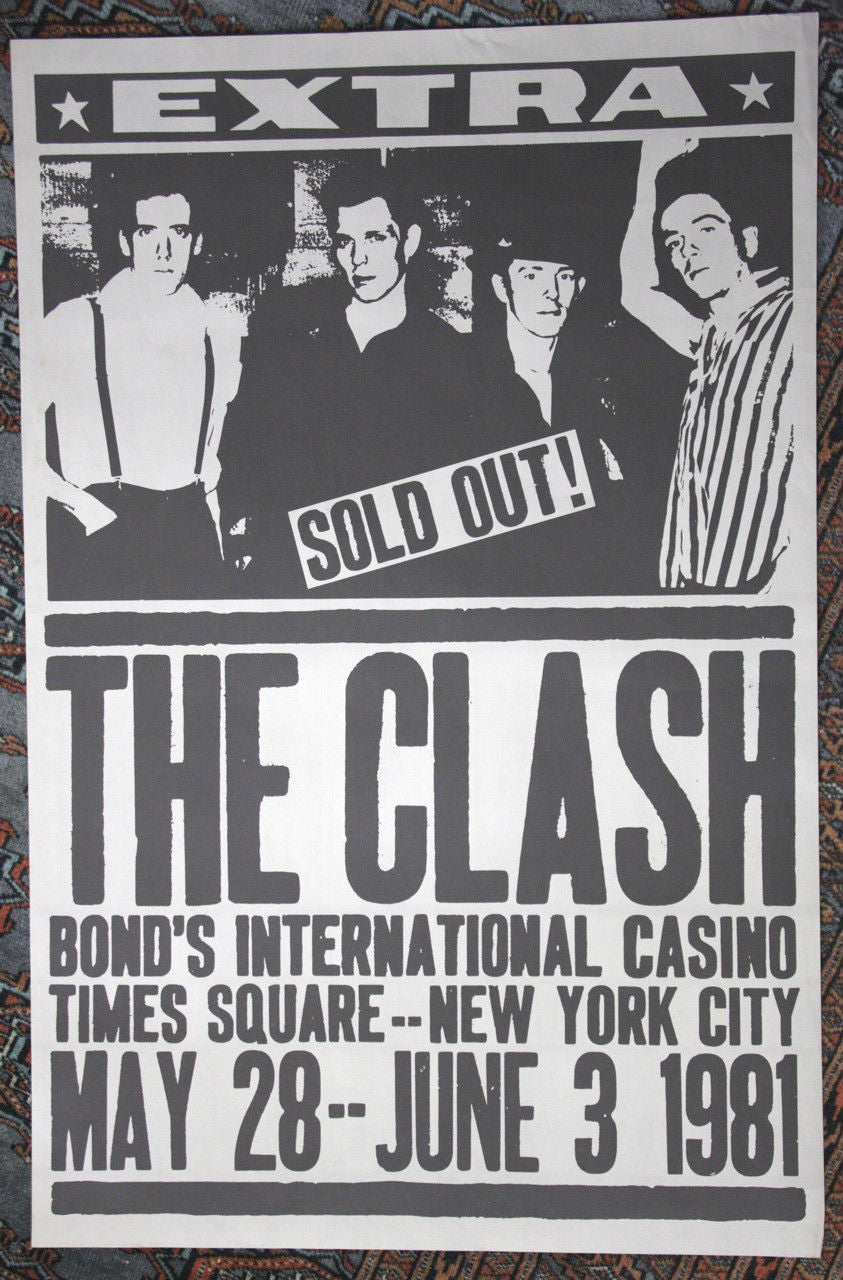 EXTRA
SOLD OUT!
THE CLASH
BOND'S INTERNATIONAL CASINO
TIMES SQUARE--NEW YORK CITY
MAY 28--JUNE 3 1981